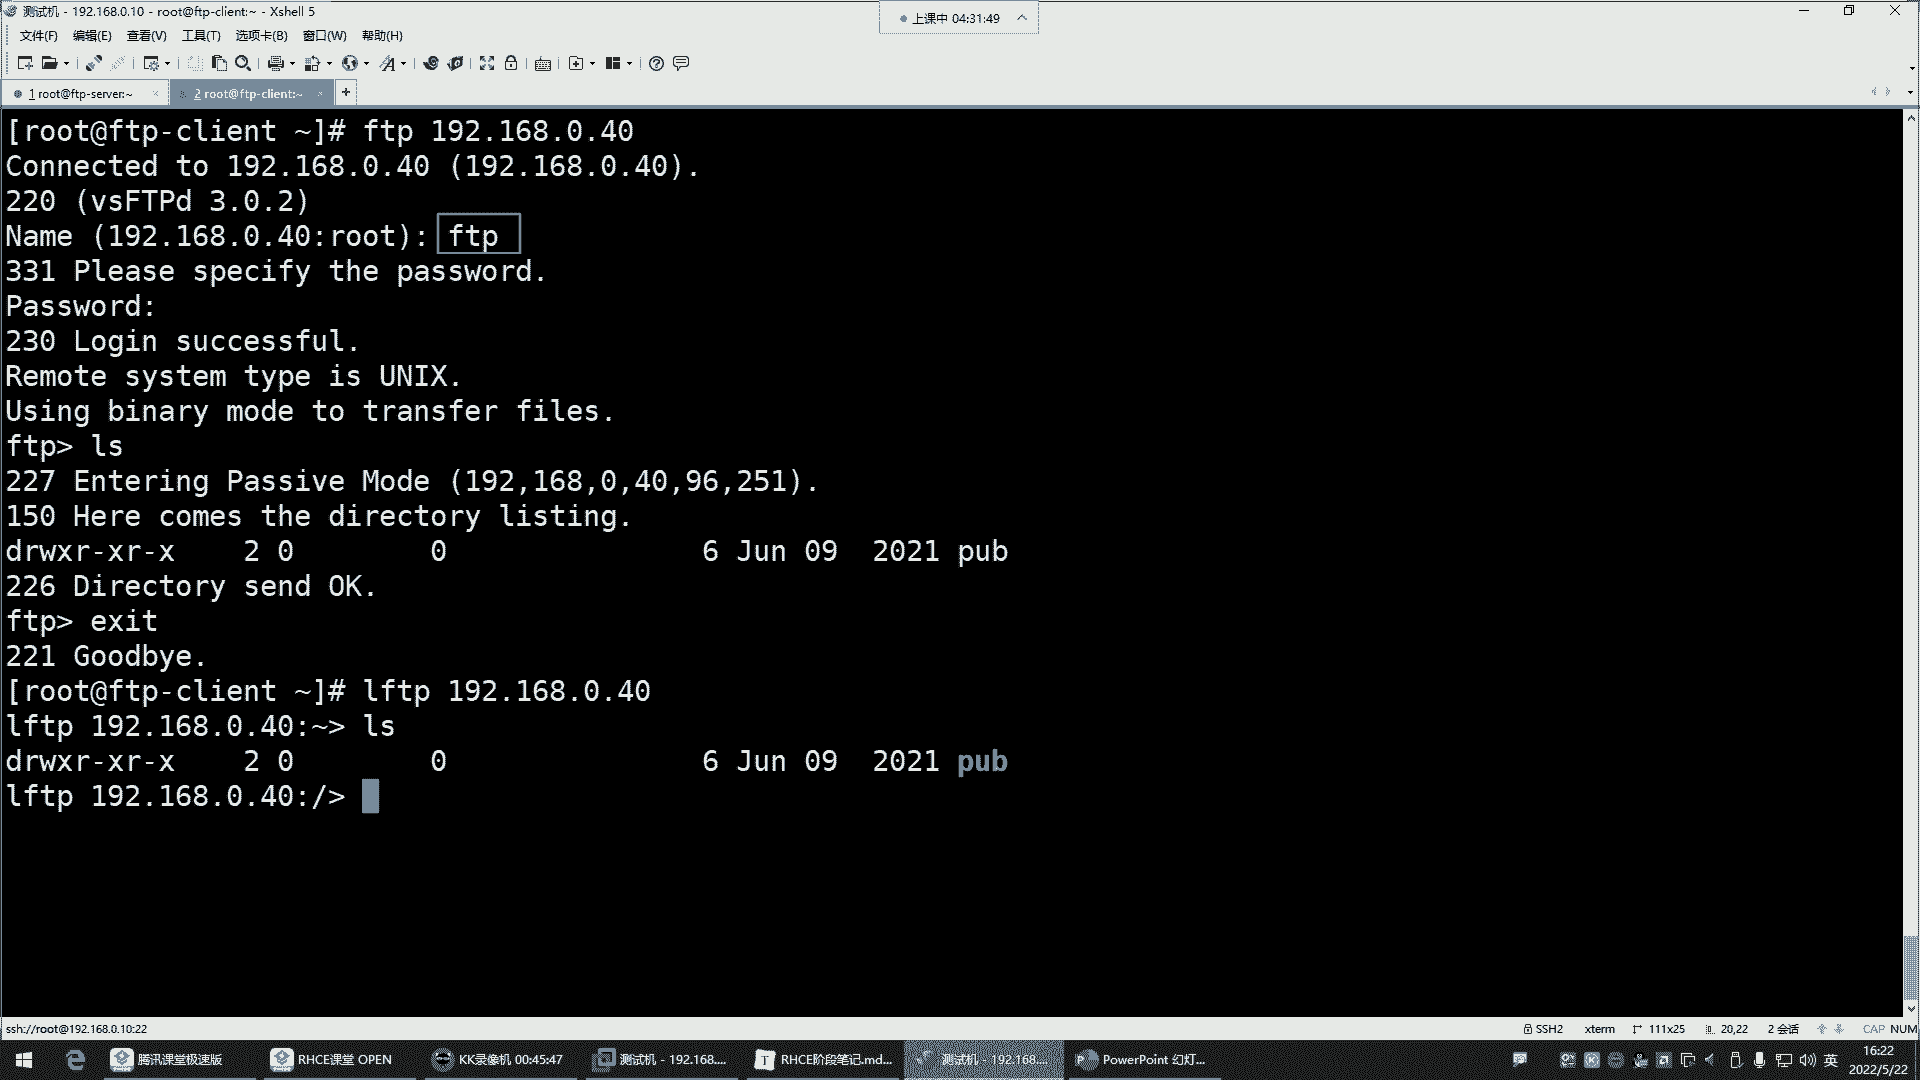 测试机 - 192.168.0.10 - root@ftp-client:~ - Xshell 5
上课中 04:31:49
文件(F) 编辑(E) 查看(V) 工具(T) 选项卡(B) 窗口(W) 帮助(H)
1 root@ftp-server:~ 2 root@ftp-client:~
[root@ftp-client ~]# ftp 192.168.0.40
Connected to 192.168.0.40 (192.168.0.40).
220 (vsFTPd 3.0.2)
Name (192.168.0.40:root): ftp
331 Please specify the password.
Password:
230 Login successful.
Remote system type is UNIX.
Using binary mode to transfer files.
ftp> ls
227 Entering Passive Mode (192,168,0,40,96,251).
150 Here comes the directory listing.
drwxr-xr-x    2 0        0               6 Jun 09  2021 pub
226 Directory send OK.
ftp> exit
221 Goodbye.
[root@ftp-client ~]# lftp 192.168.0.40
lftp 192.168.0.40:~> ls
drwxr-xr-x    2 0        0               6 Jun 09  2021 pub
lftp 192.168.0.40:/>
ssh://root@192.168.0.10:22 SSH2 xterm 111x25 20,22 2 会话 CAP NUM
腾讯课堂极速版 RHCE课堂 OPEN KK录像机 00:45:47 测试机 - 192.168.... RHCE阶段笔记.md... 测试机 - 192.168.... PowerPoint 幻灯... 英 16:22
2022/5/22